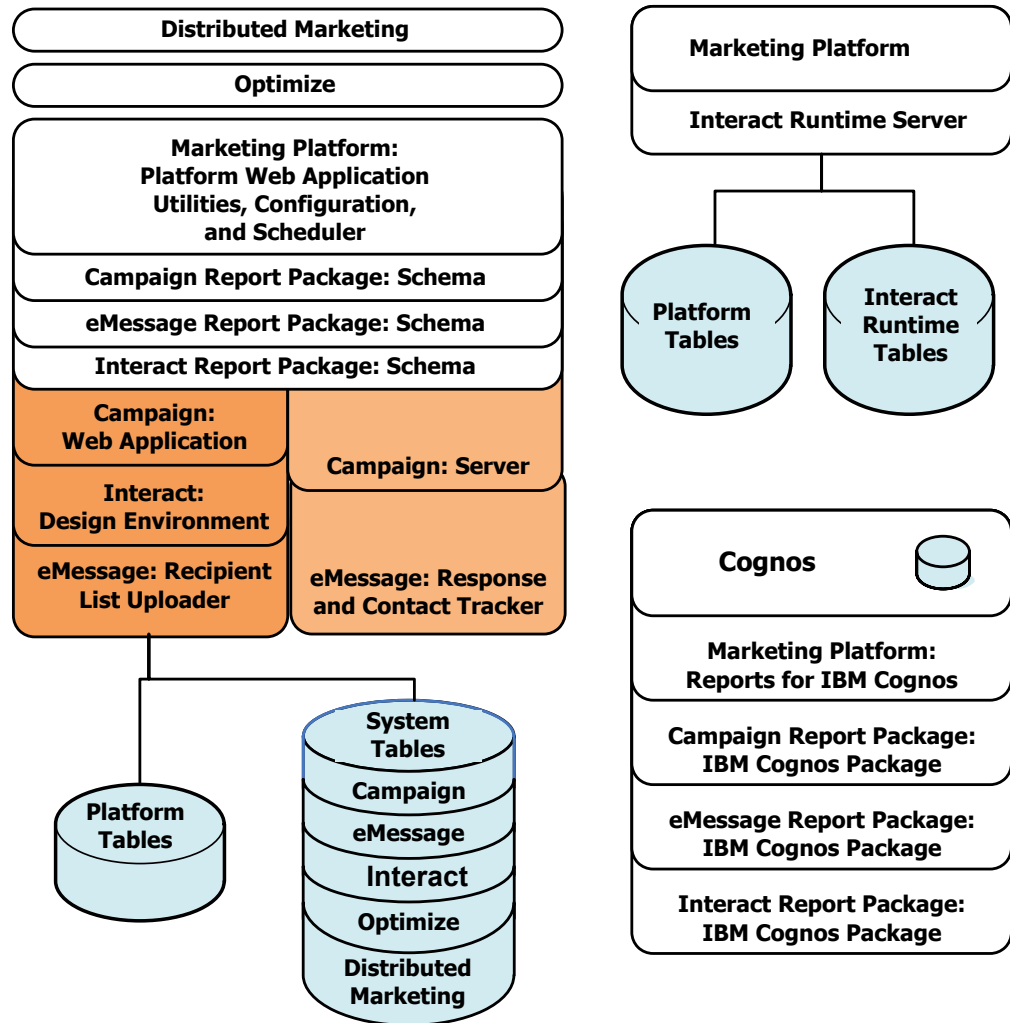 Distributed Marketing
Optimize
Marketing Platform:
Platform Web Application
Utilities, Configuration,
and Scheduler
Campaign Report Package: Schema
eMessage Report Package: Schema
Interact Report Package: Schema
Campaign:
Web Application
Interact:
Design Environment
eMessage: Recipient
List Uploader
Campaign: Server
eMessage: Response
and Contact Tracker
Platform
Tables
System
Tables
Campaign
eMessage
Interact
Optimize
Distributed
Marketing
Marketing Platform
Interact Runtime Server
Platform
Tables
Interact
Runtime
Tables
Cognos
Marketing Platform:
Reports for IBM Cognos
Campaign Report Package:
IBM Cognos Package
eMessage Report Package:
IBM Cognos Package
Interact Report Package:
IBM Cognos Package